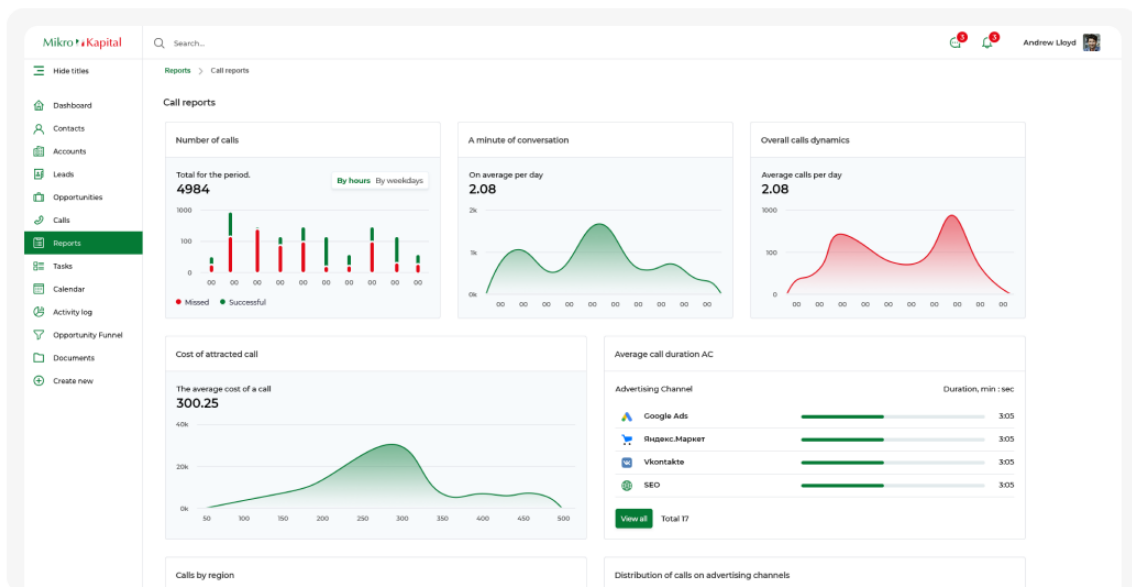 Mikro Kapital
Search...
3
3
Andrew Lloyd
Hide titles
Dashboard
Contacts
Accounts
Leads
Opportunities
Calls
Reports
Tasks
Calendar
Activity log
Opportunity Funnel
Documents
Create new
Reports > Call reports
Call reports
Number of calls
Total for the period.
4984
By hours By weekdays
1000
100
0
00 00 00 00 00 00 00 00 00 00
Missed Successful
A minute of conversation
On average per day
2.08
2k
1k
0k
00 00 00 00 00 00 00 00 00 00
Overall calls dynamics
Average calls per day
2.08
1000
100
0
00 00 00 00 00 00 00 00 00 00
Cost of attracted call
The average cost of a call
300.25
40k
20k
0k
50 100 150 200 250 300 350 400 450 500
Average call duration AC
Advertising Channel Duration, min : sec
Google Ads 3:05
Яндекс.Маркет 3:05
Vkontakte 3:05
SEO 3:05
View all Total 17
Calls by region
Distribution of calls on advertising channels